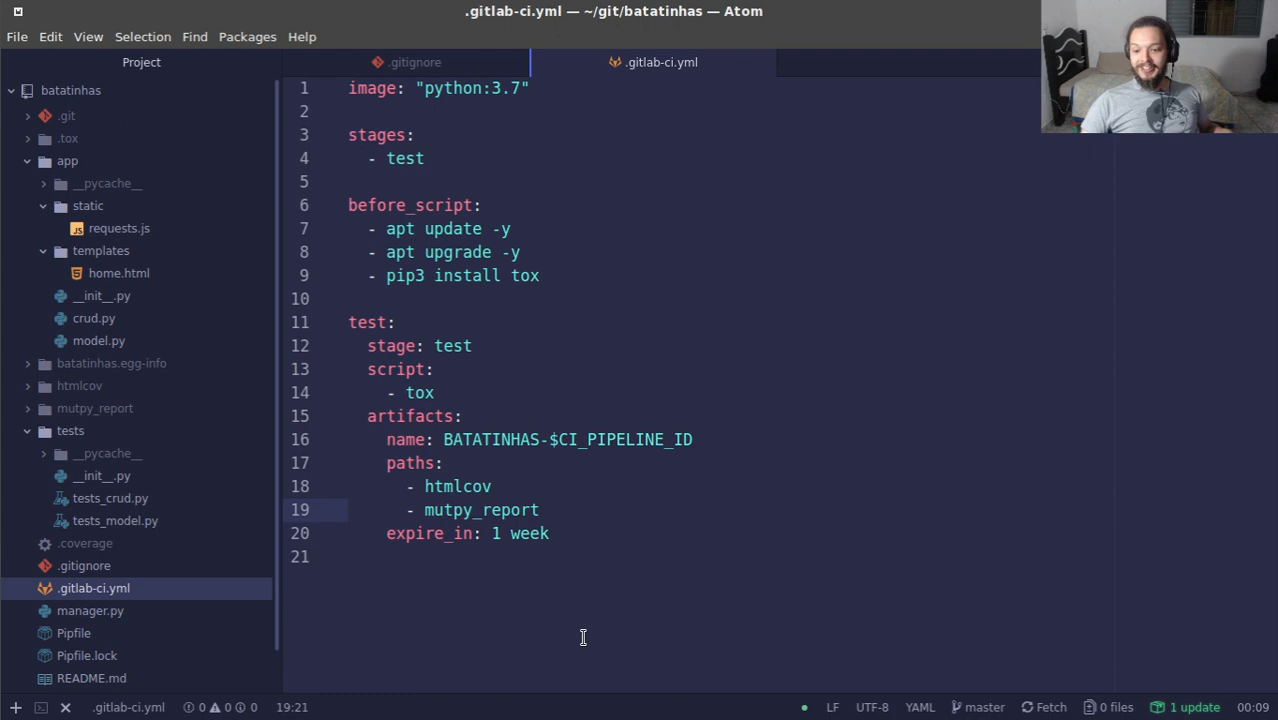 .gitlab-ci.yml — ~/git/batatinhas — Atom
File Edit View Selection Find Packages Help
Project
.gitignore
.gitlab-ci.yml
batatinhas
.git
.tox
app
__pycache__
static
requests.js
templates
home.html
__init__.py
crud.py
model.py
batatinhas.egg-info
htmlcov
mutpy_report
tests
__pycache__
__init__.py
tests_crud.py
tests_model.py
.coverage
.gitignore
.gitlab-ci.yml
manager.py
Pipfile
Pipfile.lock
README.md
1 image: "python:3.7"
2
3 stages:
4 - test
5
6 before_script:
7 - apt update -y
8 - apt upgrade -y
9 - pip3 install tox
10
11 test:
12 stage: test
13 script:
14 - tox
15 artifacts:
16 name: BATATINHAS-$CI_PIPELINE_ID
17 paths:
18 - htmlcov
19 - mutpy_report
20 expire_in: 1 week
21
.gitlab-ci.yml 0 0 0 19:21 LF UTF-8 YAML master Fetch 0 files 1 update 00:09